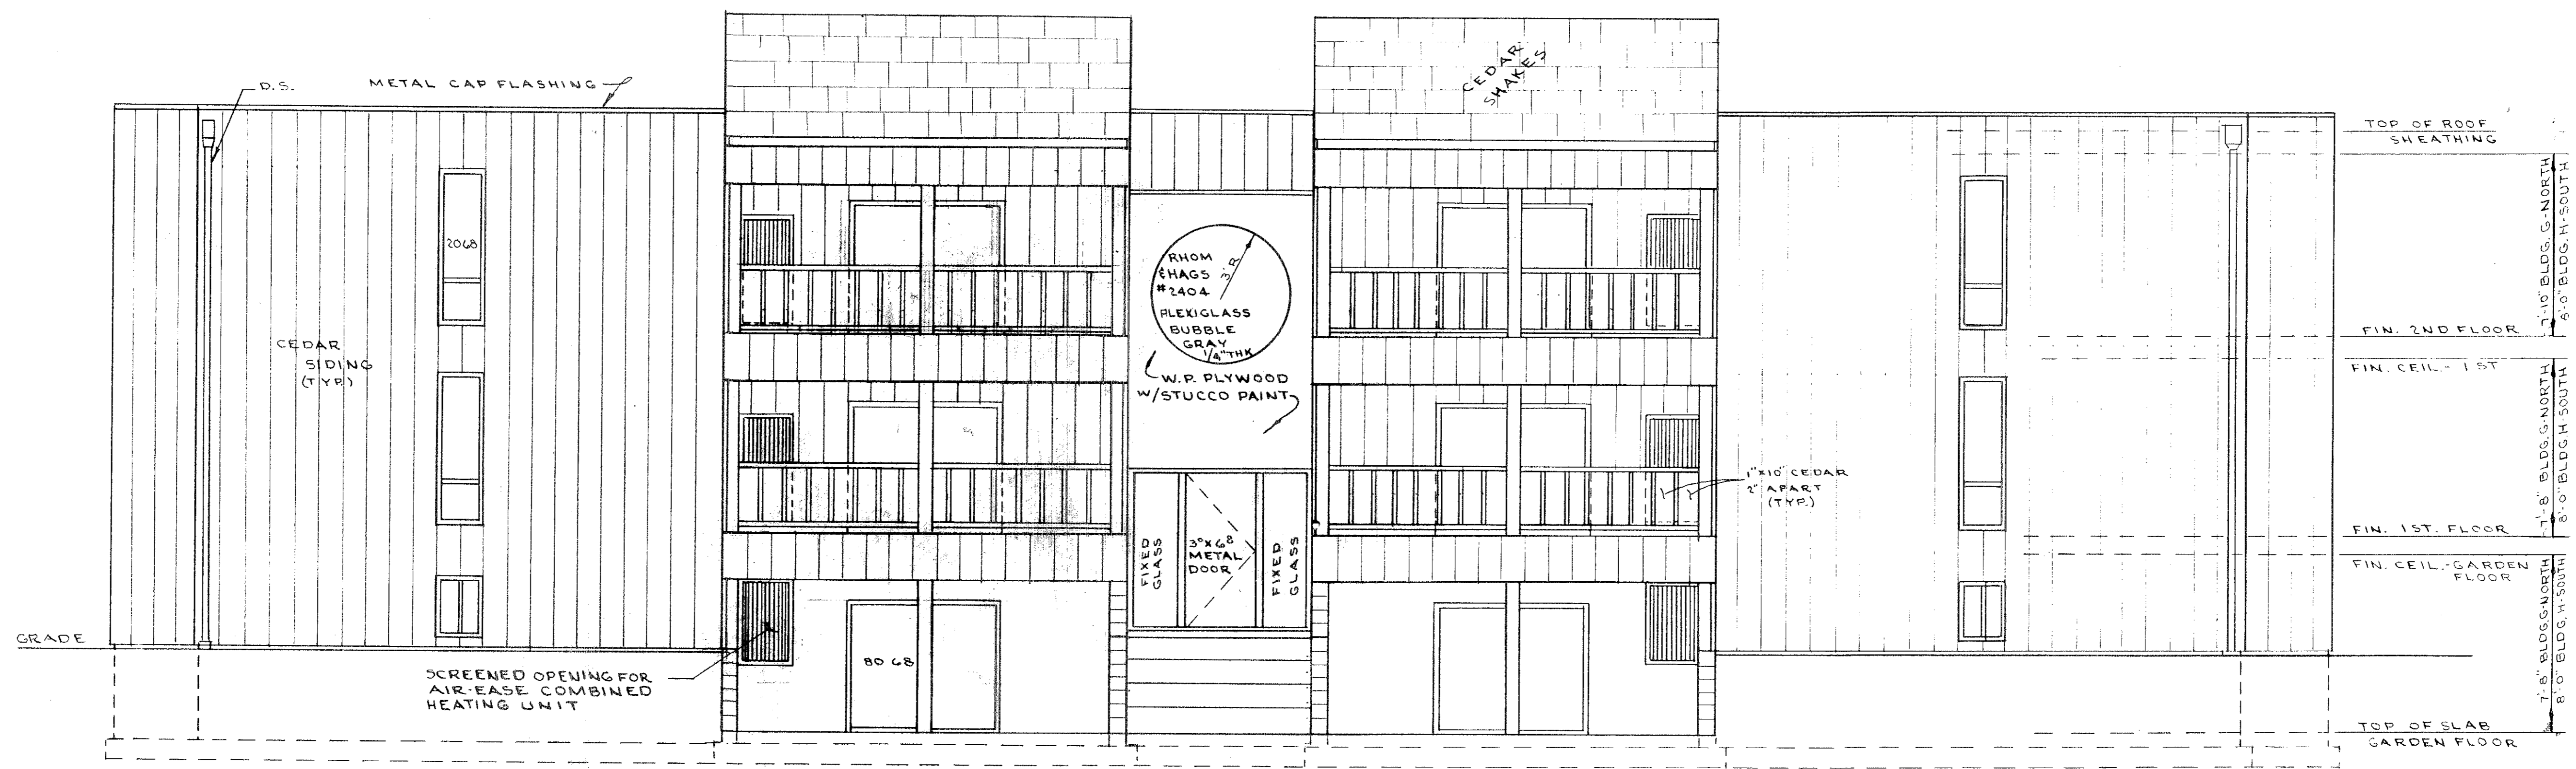 D.S.
METAL CAP FLASHING
CEDAR
SHAKES
TOP OF ROOF
SHEATHING
2068
RHOM
& HAGS
#2404
3' R
PLEXIGLASS
BUBBLE
GRAY
1/4" THK
W.P. PLYWOOD
W/STUCCO PAINT
CEDAR
SIDING
(TYP.)
7'-10" BLDG. G-NORTH
8'-0" BLDG. H-SOUTH
FIN. 2ND FLOOR
FIN. CEIL.- 1 ST
7'-8" BLDG. G-NORTH
8'-0" BLDG H-SOUTH
1"x10" CEDAR
2" APART
(TYP.)
FIN. 1ST. FLOOR
FIN. CEIL.-GARDEN
FLOOR
FIXED
GLASS
3⁰x6⁸
METAL
DOOR
FIXED
GLASS
GRADE
8068
SCREENED OPENING FOR
AIR-EASE COMBINED
HEATING UNIT
7'-8" BLDG.G-NORTH
8'-0" BLDG. H-SOUTH
TOP OF SLAB
GARDEN FLOOR